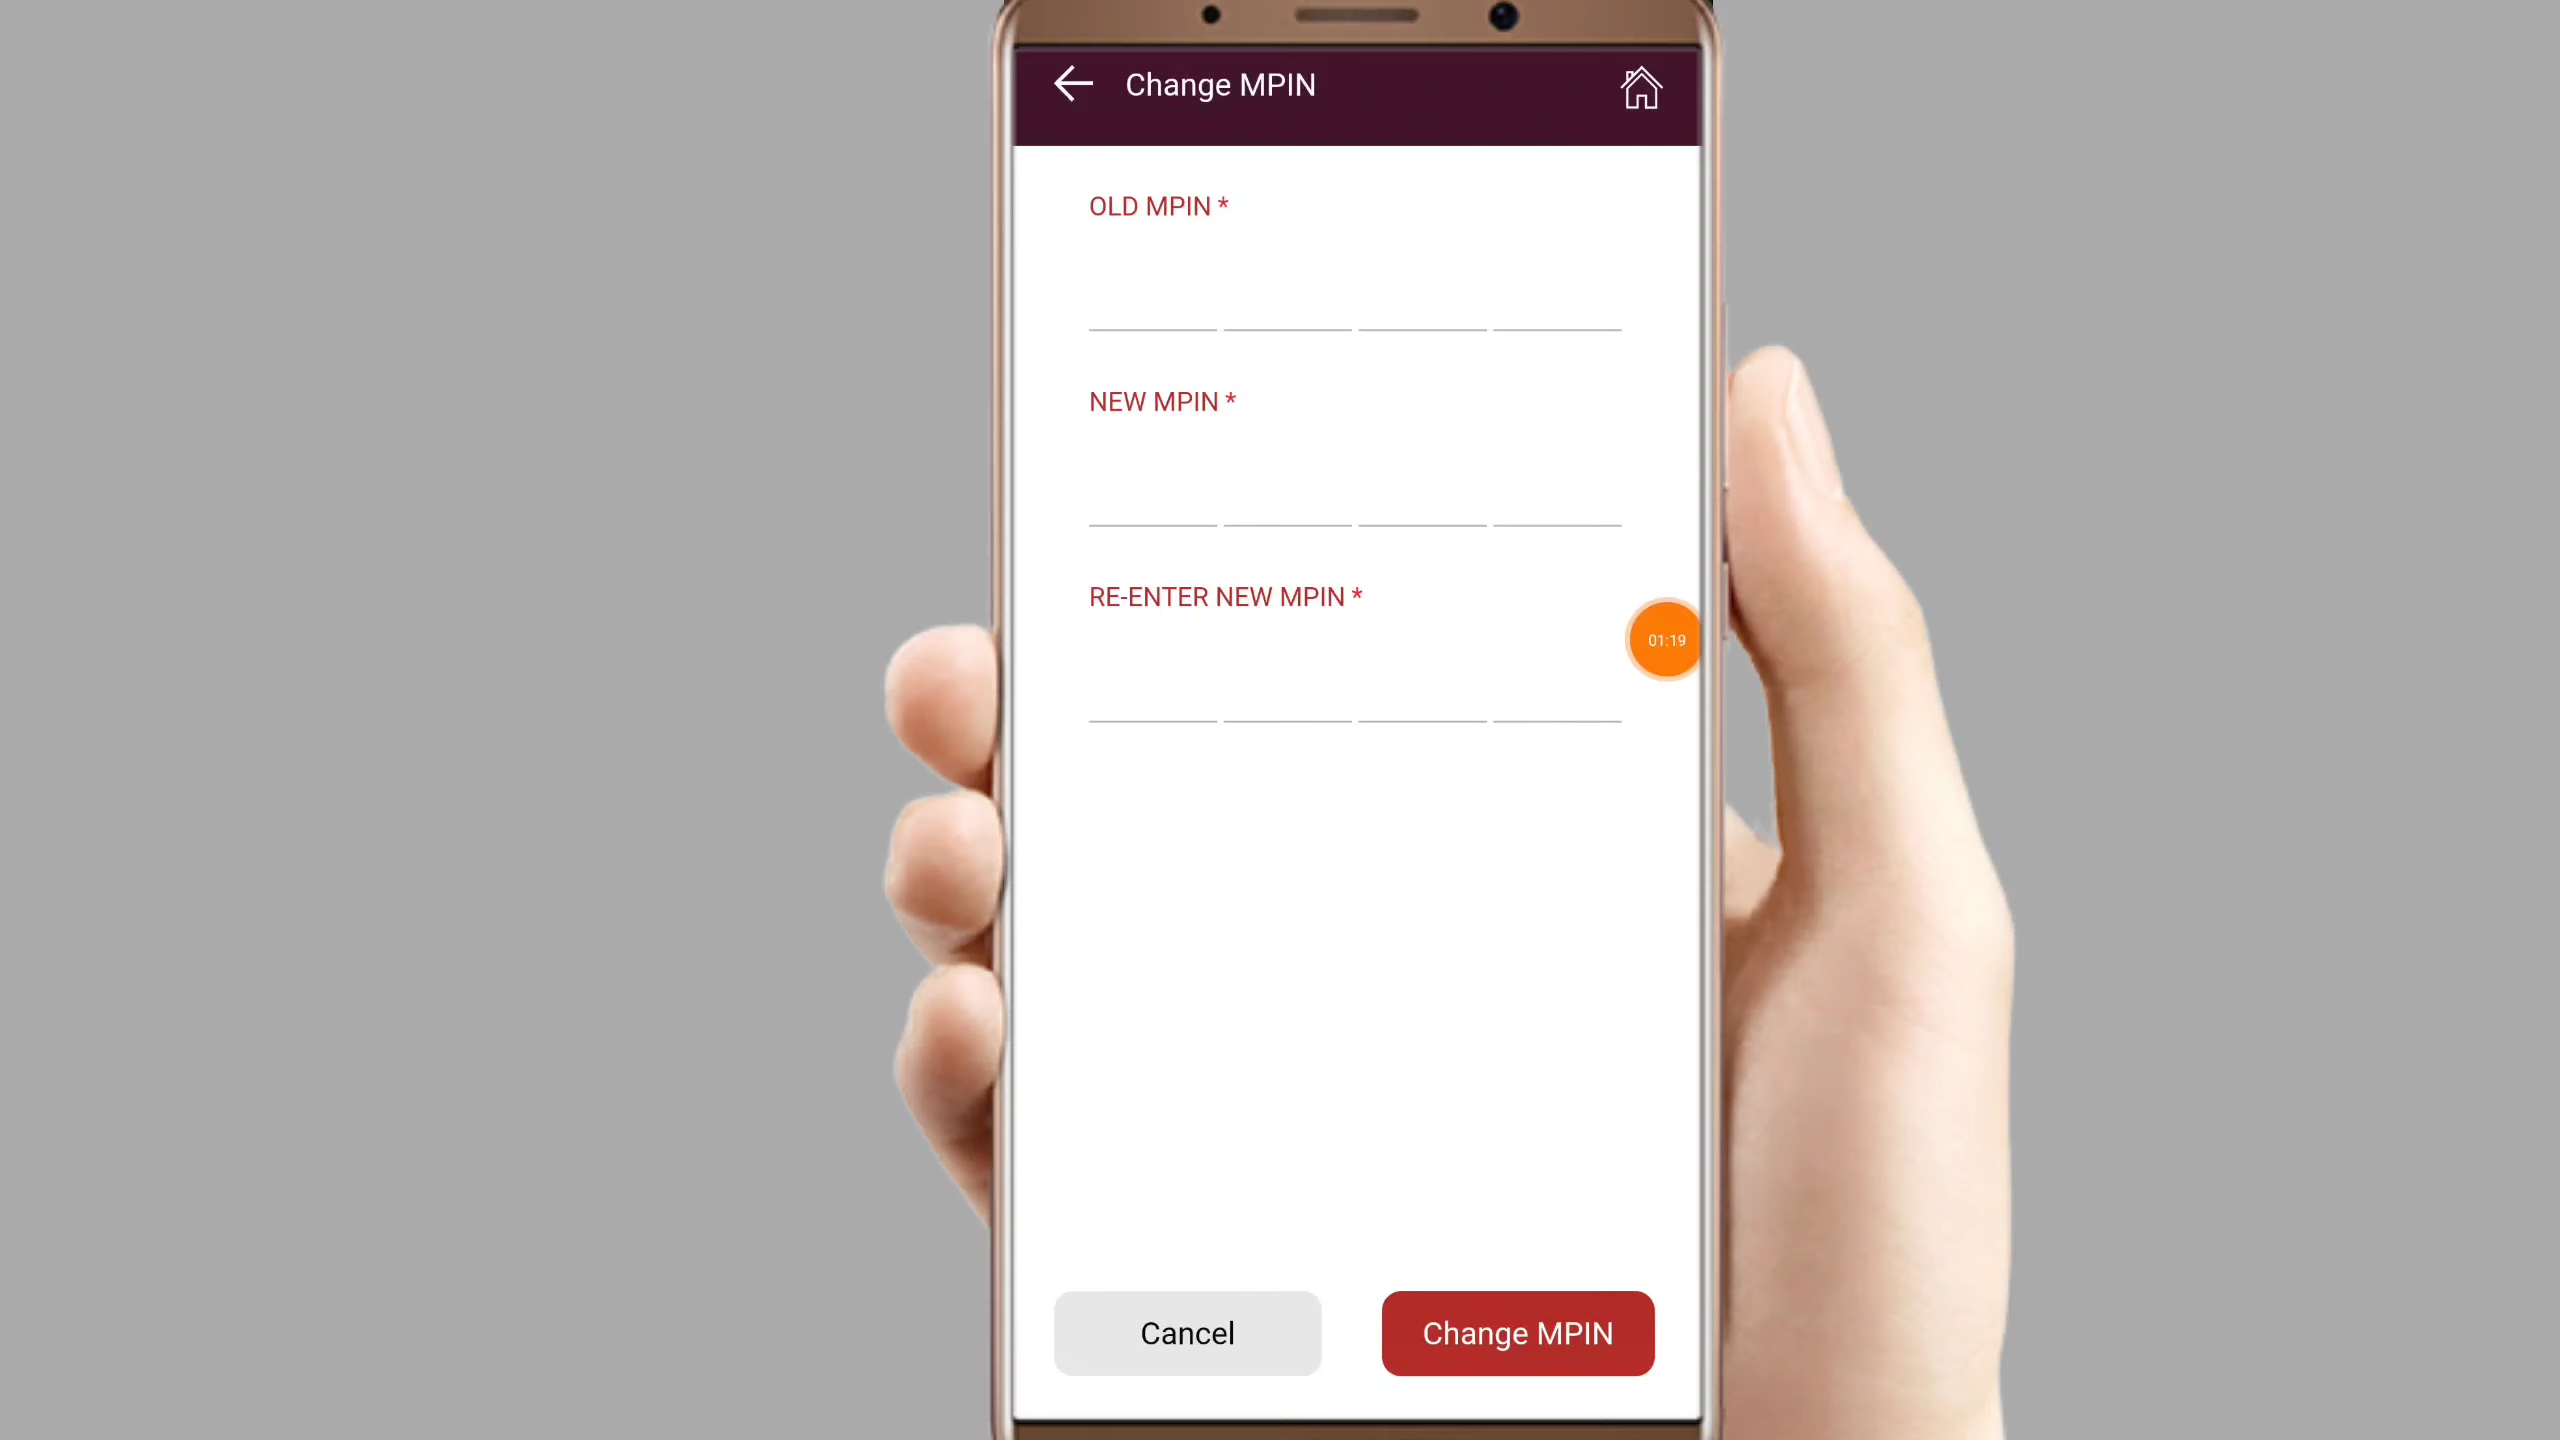 Change MPIN
OLD MPIN *
NEW MPIN *
RE-ENTER NEW MPIN *
01:19
Cancel
Change MPIN